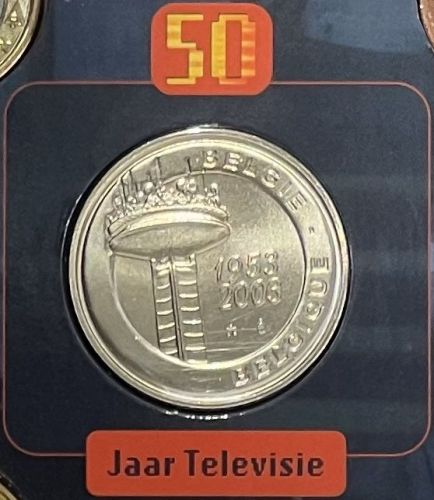 50
BELGIE - BELGIQUE
1953
2003
Jaar Televisie